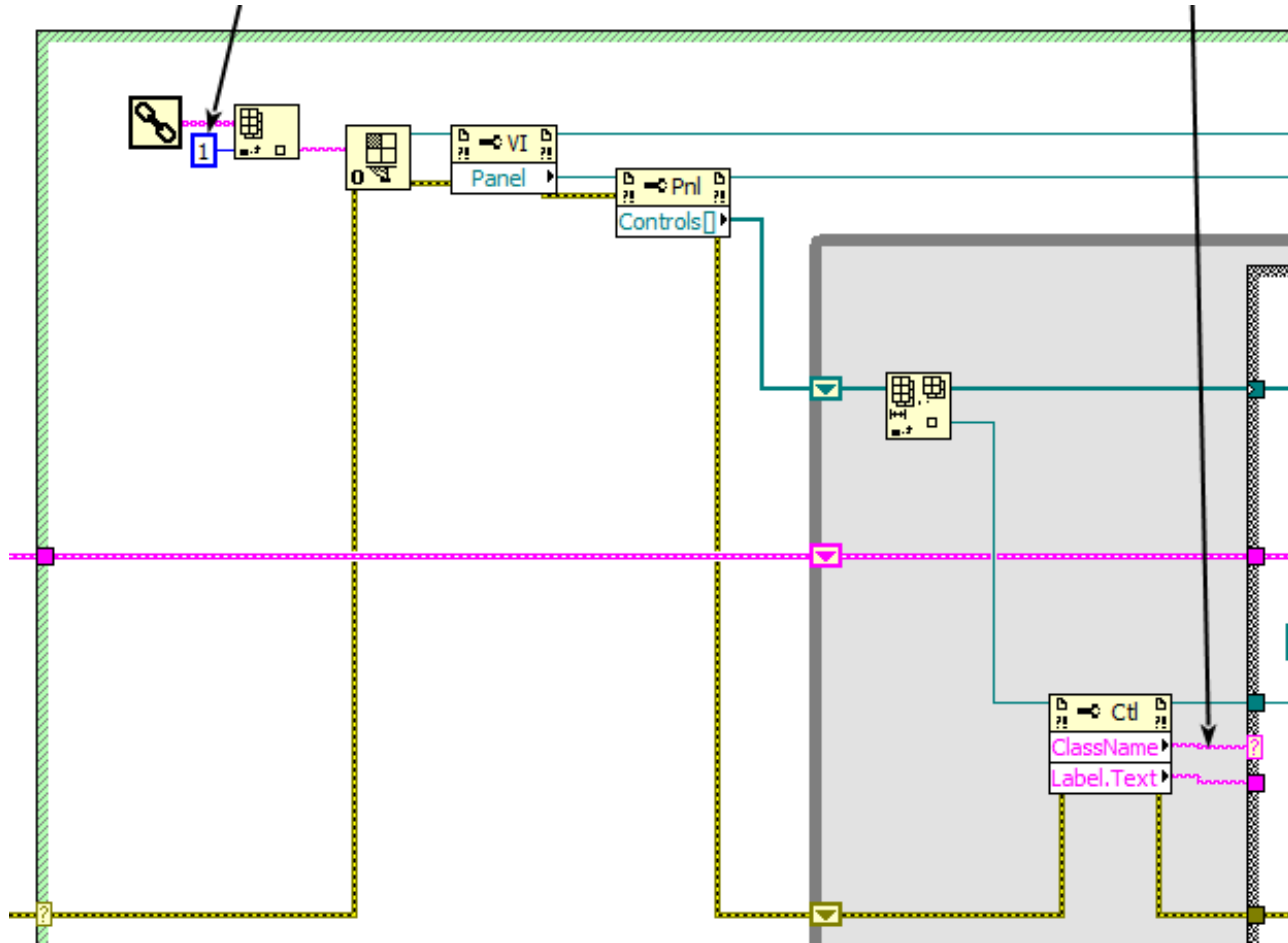 1
VI
Panel
0
Pnl
Controls[]
Ctl
ClassName
?
Label.Text
?